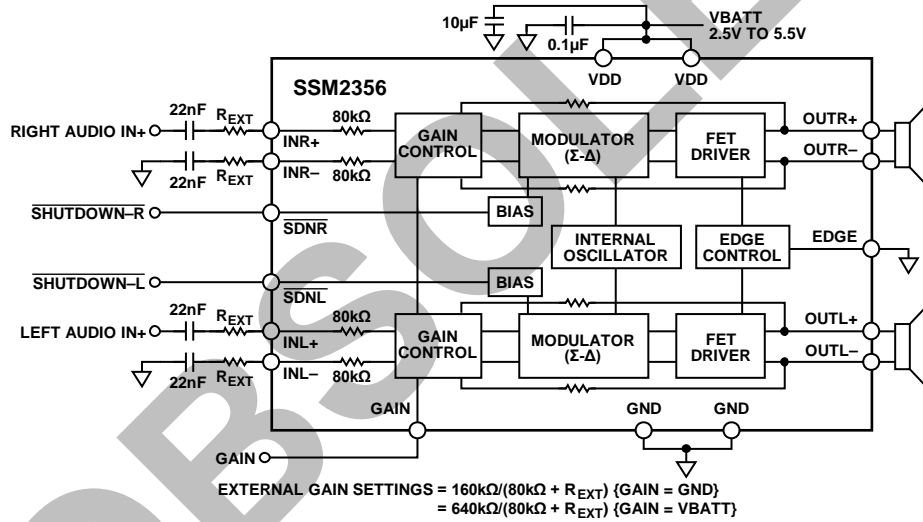 10µF
0.1µF
VBATT
2.5V TO 5.5V
VDD
VDD
SSM2356
22nF
REXT
80kΩ
RIGHT AUDIO IN+
INR+
GAIN
CONTROL
MODULATOR
(Σ-Δ)
FET
DRIVER
OUTR+
OUTR–
INR–
22nF
REXT
80kΩ
SHUTDOWN–R
SDNR
BIAS
INTERNAL
OSCILLATOR
EDGE
CONTROL
EDGE
SHUTDOWN–L
SDNL
BIAS
22nF
REXT
80kΩ
LEFT AUDIO IN+
INL+
GAIN
CONTROL
MODULATOR
(Σ-Δ)
FET
DRIVER
OUTL+
OUTL–
INL–
22nF
REXT
80kΩ
GAIN
GND
GND
GAIN
EXTERNAL GAIN SETTINGS = 160kΩ/(80kΩ + REXT) {GAIN = GND}
= 640kΩ/(80kΩ + REXT) {GAIN = VBATT}
OBSOLE